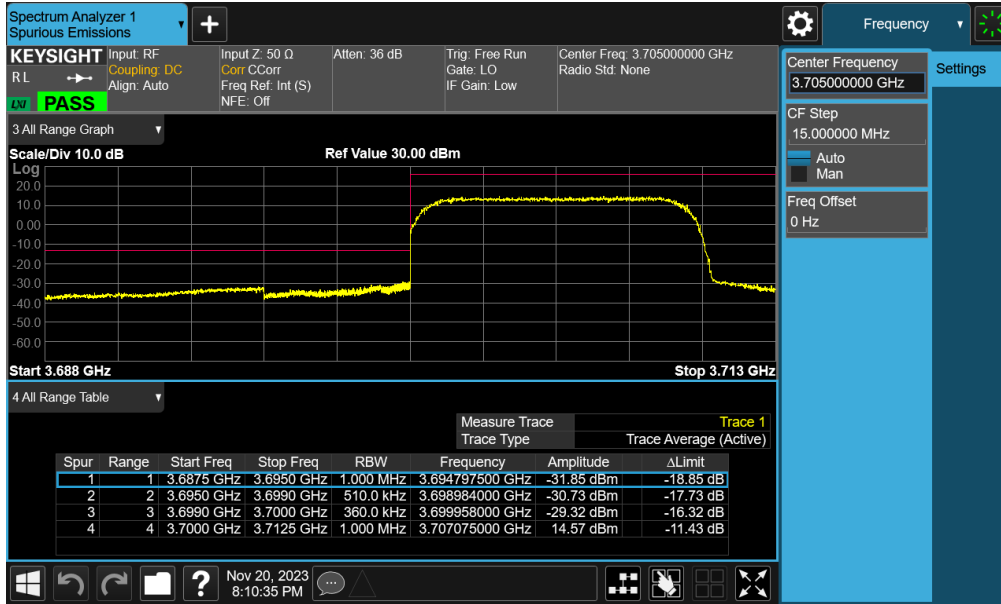 Spectrum Analyzer 1
Spurious Emissions
Frequency
KEYSIGHT
RL
LXI
PASS
Input: RF
Coupling: DC
Align: Auto
Input Z: 50 Ω
Corr CCorr
Freq Ref: Int (S)
NFE: Off
Atten: 36 dB
Trig: Free Run
Gate: LO
IF Gain: Low
Center Freq: 3.705000000 GHz
Radio Std: None
Center Frequency
3.705000000 GHz
Settings
CF Step
15.000000 MHz
Auto
Man
Freq Offset
0 Hz
3 All Range Graph
Scale/Div 10.0 dB
Ref Value 30.00 dBm
Log
20.0
10.0
0.00
-10.0
-20.0
-30.0
-40.0
-50.0
-60.0
Start 3.688 GHz
Stop 3.713 GHz
4 All Range Table
Measure Trace Trace 1
Trace Type Trace Average (Active)
Spur Range Start Freq Stop Freq RBW Frequency Amplitude ΔLimit
1 1 3.6875 GHz 3.6950 GHz 1.000 MHz 3.694797500 GHz -31.85 dBm -18.85 dB
2 2 3.6950 GHz 3.6990 GHz 510.0 kHz 3.698984000 GHz -30.73 dBm -17.73 dB
3 3 3.6990 GHz 3.7000 GHz 360.0 kHz 3.699958000 GHz -29.32 dBm -16.32 dB
4 4 3.7000 GHz 3.7125 GHz 1.000 MHz 3.707075000 GHz 14.57 dBm -11.43 dB
?
Nov 20, 2023
8:10:35 PM